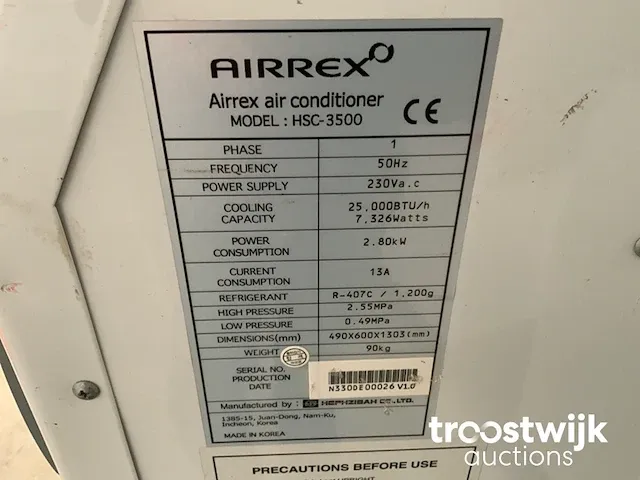 AIRREX
Airrex air conditioner
MODEL : HSC-3500
CE
PHASE 1
FREQUENCY 50Hz
POWER SUPPLY 230Va.c
COOLING CAPACITY 25,000BTU/h 7,326Watts
POWER CONSUMPTION 2.80kW
CURRENT CONSUMPTION 13A
REFRIGERANT R-407C / 1,200g
HIGH PRESSURE 2.55MPa
LOW PRESSURE 0.49MPa
DIMENSIONS(mm) 490X600X1303(mm)
WEIGHT 90kg
SERIAL NO. PRODUCTION DATE N330DE00026 V1.0
Manufactured by : HEPHZIBAH CO.,LTD.
1385-15, Juan-Dong, Nam-Ku,
Incheon, Korea
MADE IN KOREA
PRECAUTIONS BEFORE USE
troostwijk
auctions